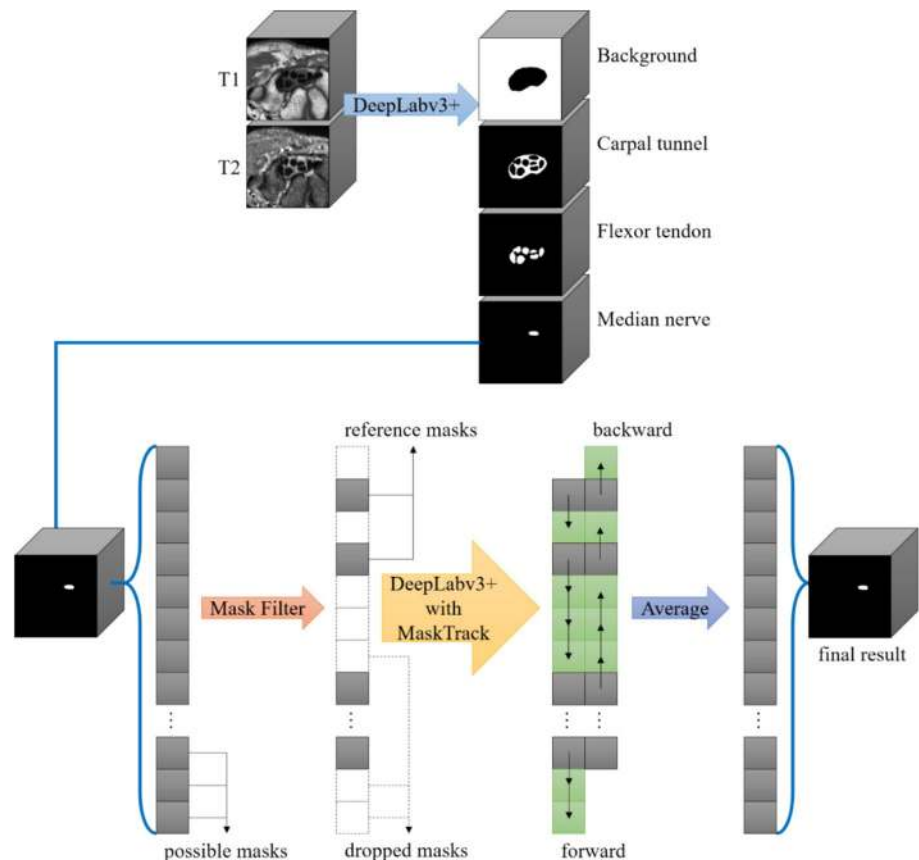 T1
T2
DeepLabv3+
Background
Carpal tunnel
Flexor tendon
Median nerve
reference masks
backward
Mask Filter
DeepLabv3+
with
MaskTrack
Average
final result
possible masks
dropped masks
forward